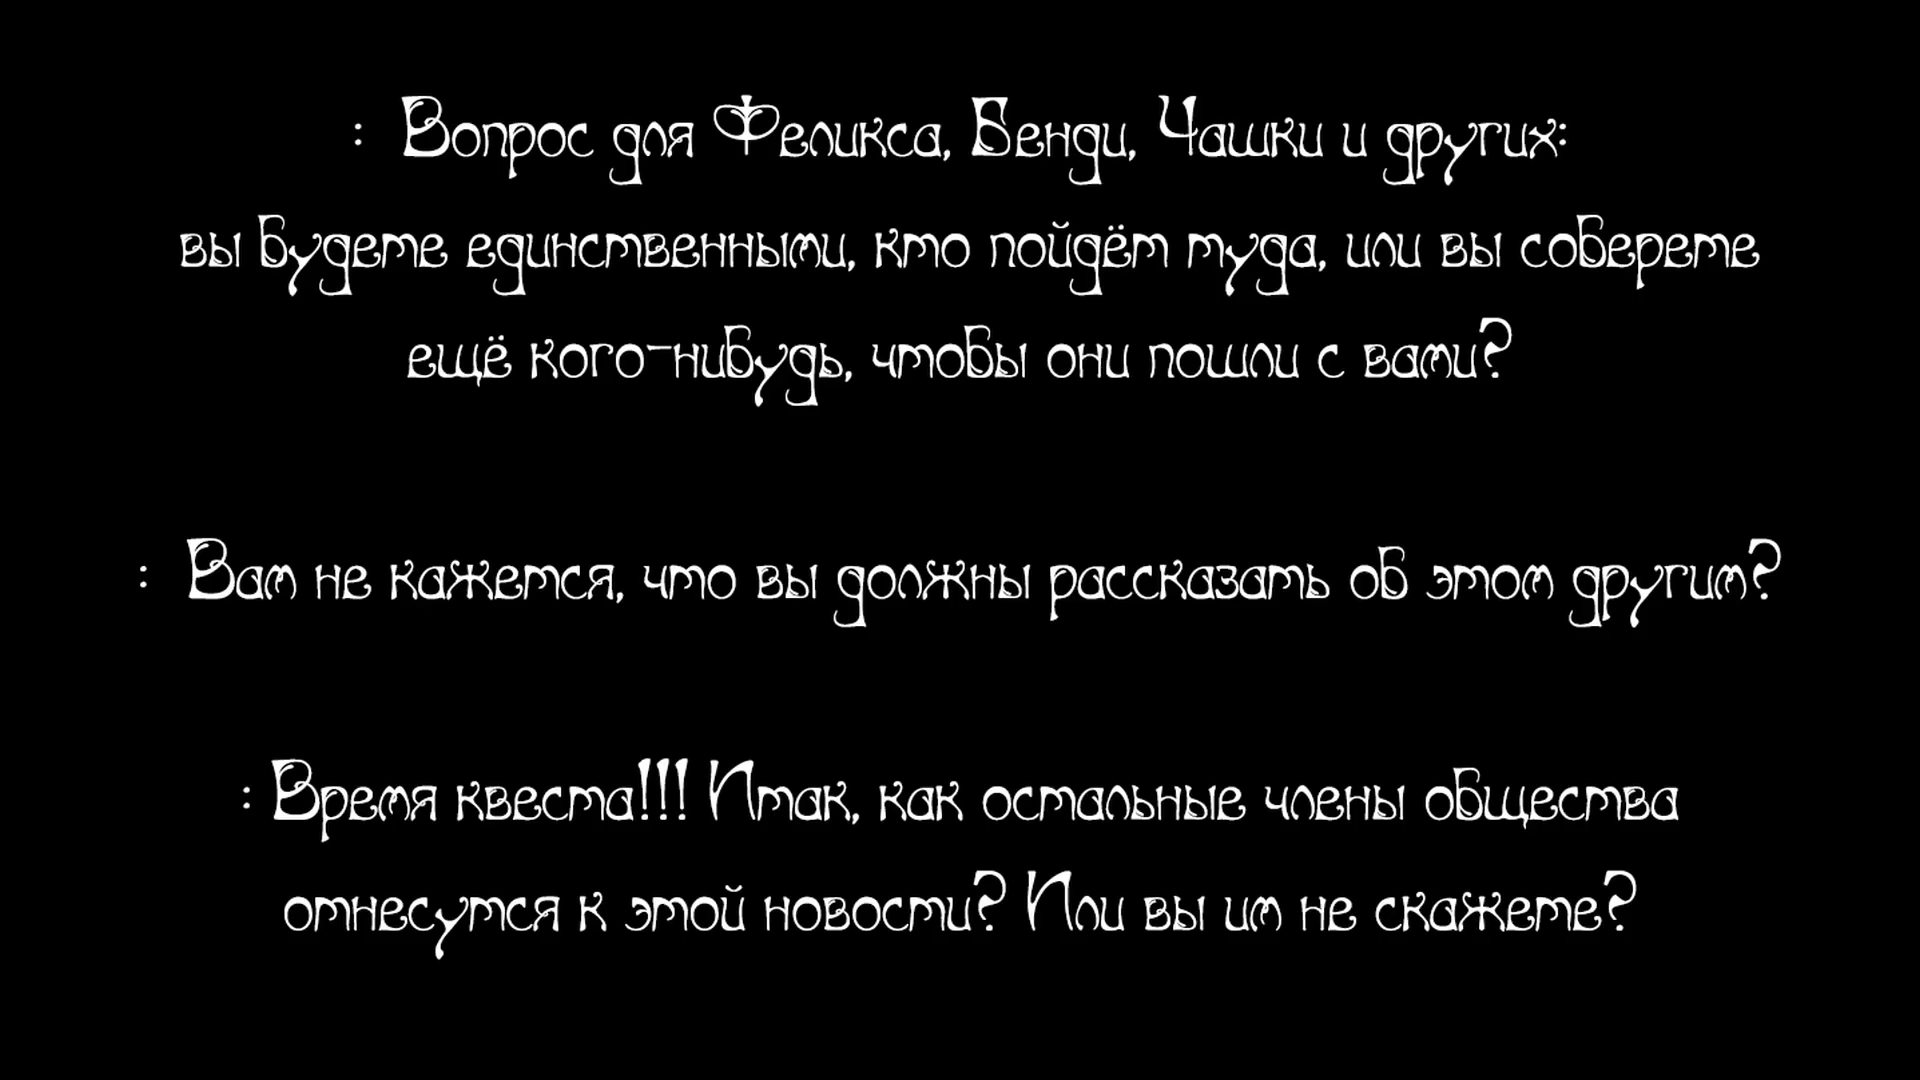 : Вопрос для Феликса, Бенди, Чашки и других:
вы будете единственными, кто пойдёт туда, или вы соберете
ещё кого-нибудь, чтобы они пошли с вами?
: Вам не кажется, что вы должны рассказать об этом другим?
: Время квеста!!! Итак, как остальные члены общества
отнесутся к этой новости? Или вы им не скажете?